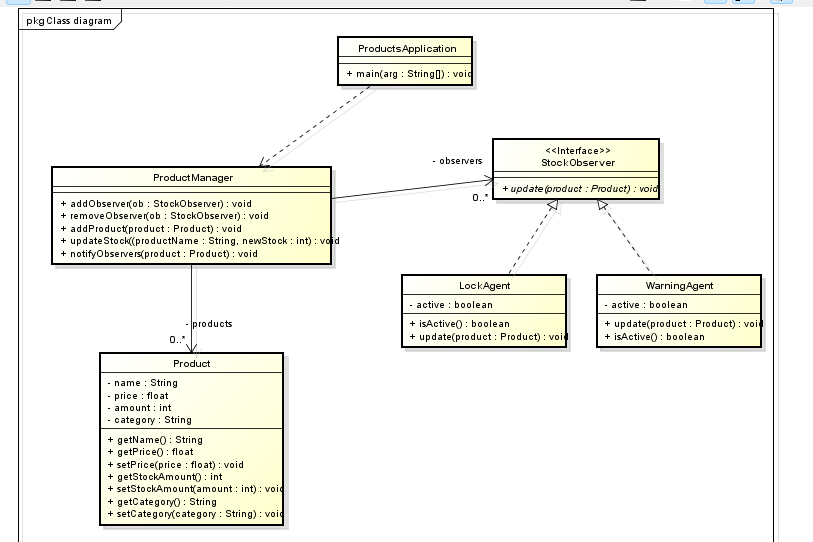 pkg Class diagram
ProductsApplication
+ main(arg : String[]) : void
<<Interface>>
StockObserver
+ update(product : Product) : void
- observers
0..*
ProductManager
+ addObserver(ob : StockObserver) : void
+ removeObserver(ob : StockObserver) : void
+ addProduct(product : Product) : void
+ updateStock((productName : String, newStock : int) : void
+ notifyObservers(product : Product) : void
LockAgent
- active : boolean
+ isActive() : boolean
+ update(product : Product) : void
WarningAgent
- active : boolean
+ update(product : Product) : void
+ isActive() : boolean
- products
0..*
Product
- name : String
- price : float
- amount : int
- category : String
+ getName() : String
+ getPrice() : float
+ setPrice(price : float) : void
+ getStockAmount() : int
+ setStockAmount(amount : int) : void
+ getCategory() : String
+ setCategory(category : String) : void